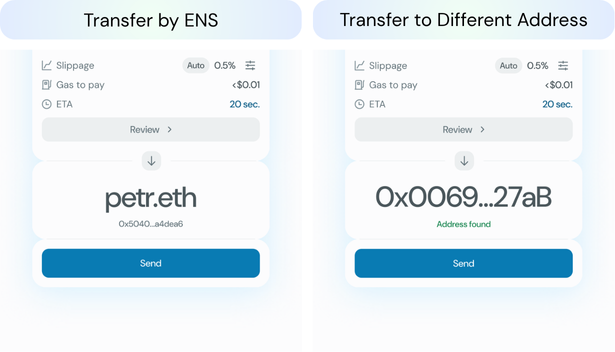 Transfer by ENS
Slippage Auto 0.5%
Gas to pay <$0.01
ETA 20 sec.
Review
petr.eth
0x5040...a4dea6
Send
Transfer to Different Address
Slippage Auto 0.5%
Gas to pay <$0.01
ETA 20 sec.
Review
0x0069...27aB
Address found
Send